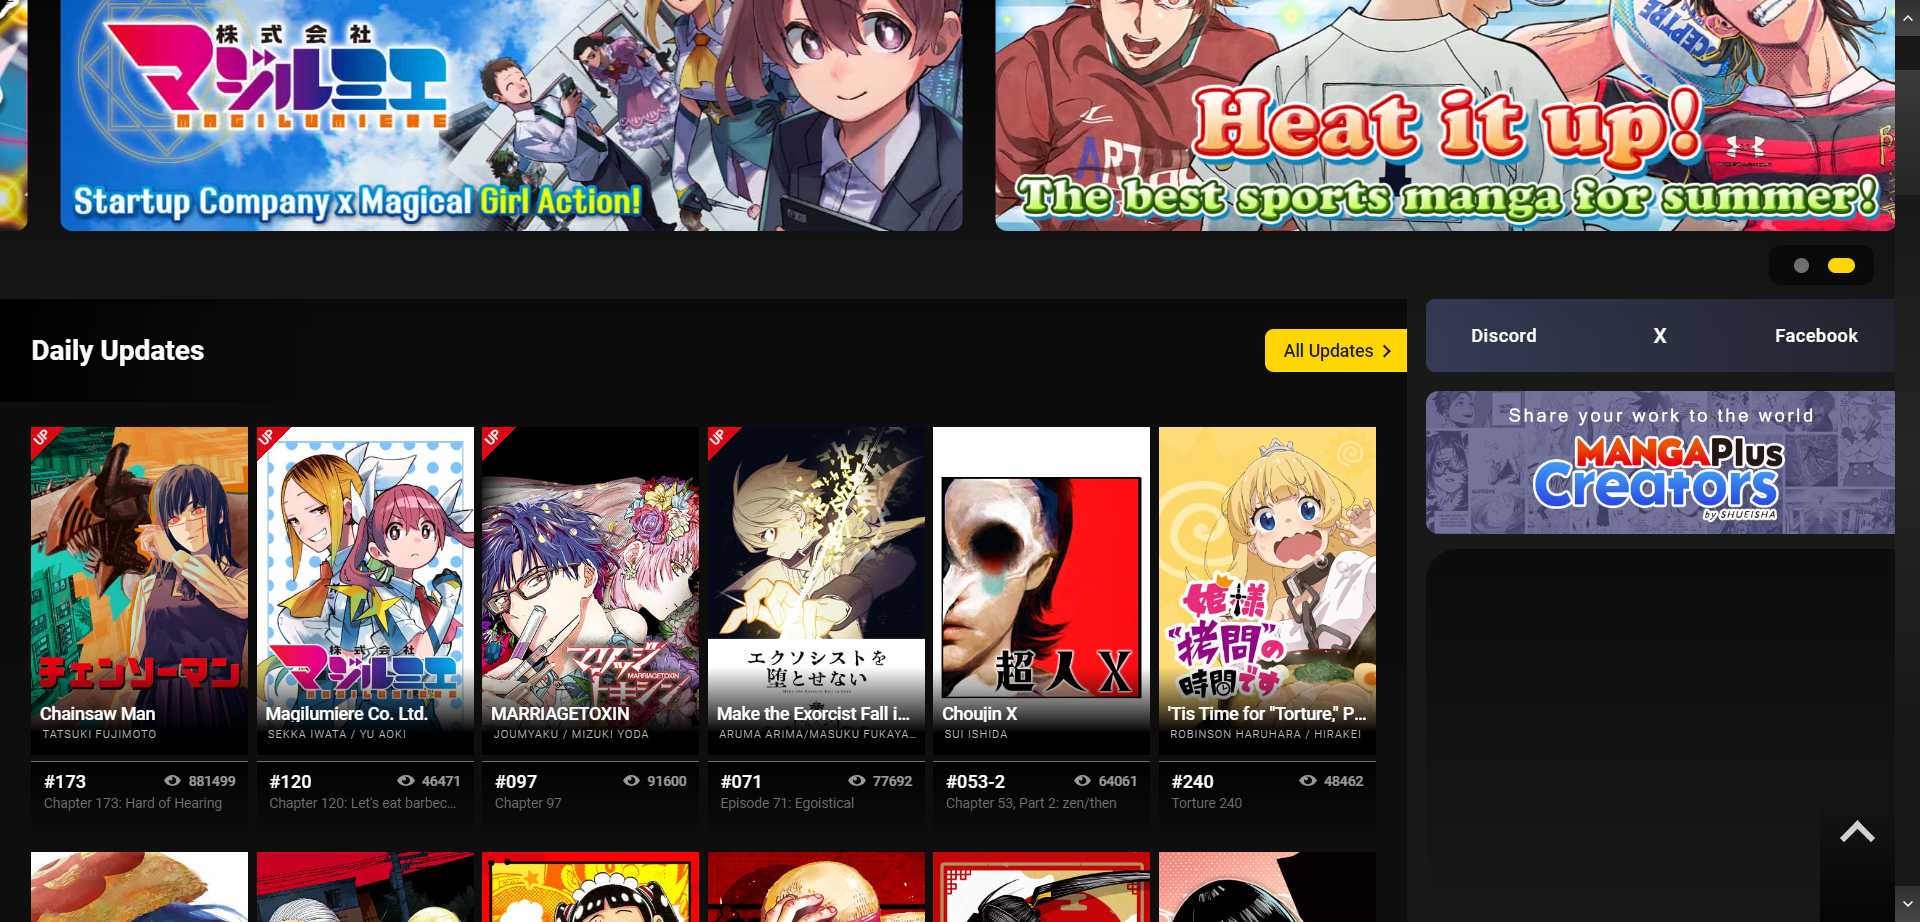 株式会社
マジルミエ
MAGILUMIERE
Startup Company x Magical Girl Action!
Heat it up!
The best sports manga for summer!
Daily Updates
All Updates
Discord
X
Facebook
Share your work to the world
MANGAPlus
Creators
by SHUEISHA
UP
チェンソーマン
Chainsaw Man
TATSUKI FUJIMOTO
#173
881499
Chapter 173: Hard of Hearing
UP
株式会社
マジルミエ
Magilumiere Co. Ltd.
SEKKA IWATA / YU AOKI
#120
46471
Chapter 120: Let's eat barbec...
UP
マリッジ
MARRIAGETOXIN
トキシン
MARRIAGETOXIN
JOUMYAKU / MIZUKI YODA
#097
91600
Chapter 97
UP
エクソシストを
堕とせない
Make the Exorcist Fall i...
ARUMA ARIMA/MASUKU FUKAYA...
#071
77692
Episode 71: Egoistical
超人X
Choujin X
SUI ISHIDA
#053-2
64061
Chapter 53, Part 2: zen/then
姫様
"拷問"の
時間です
'Tis Time for "Torture," P...
ROBINSON HARUHARA / HIRAKEI
#240
48462
Torture 240